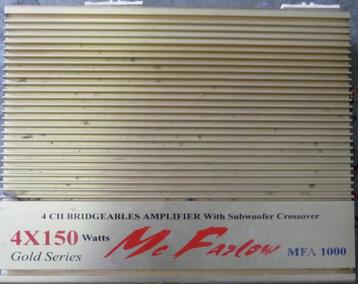 4 CH BRIDGEABLES AMPLIFIER With Subwoofer Crossover
4X150 Watts
Gold Series
Mc Farlow
MFA 1000